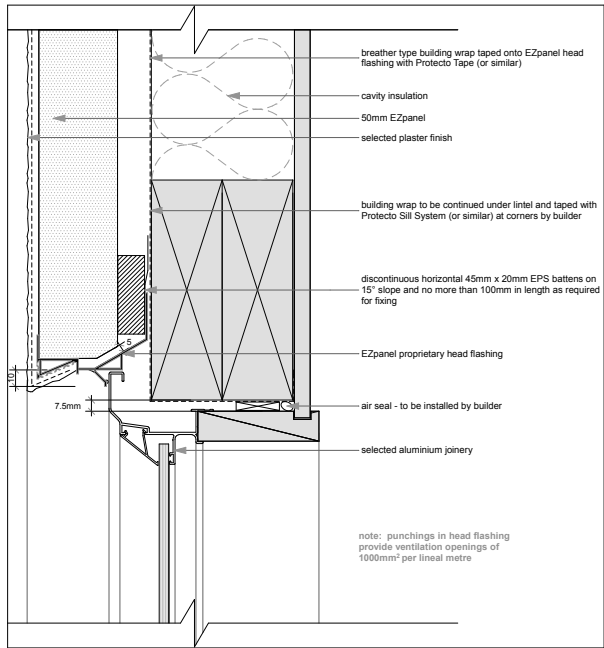 breather type building wrap taped onto EZpanel head
flashing with Protecto Tape (or similar)
cavity insulation
50mm EZpanel
selected plaster finish
building wrap to be continued under lintel and taped with
Protecto Sill System (or similar) at corners by builder
discontinuous horizontal 45mm x 20mm EPS battens on
15° slope and no more than 100mm in length as required
for fixing
5
EZpanel proprietary head flashing
10
7.5mm
air seal - to be installed by builder
selected aluminium joinery
note: punchings in head flashing
provide ventilation openings of
1000mm² per lineal metre